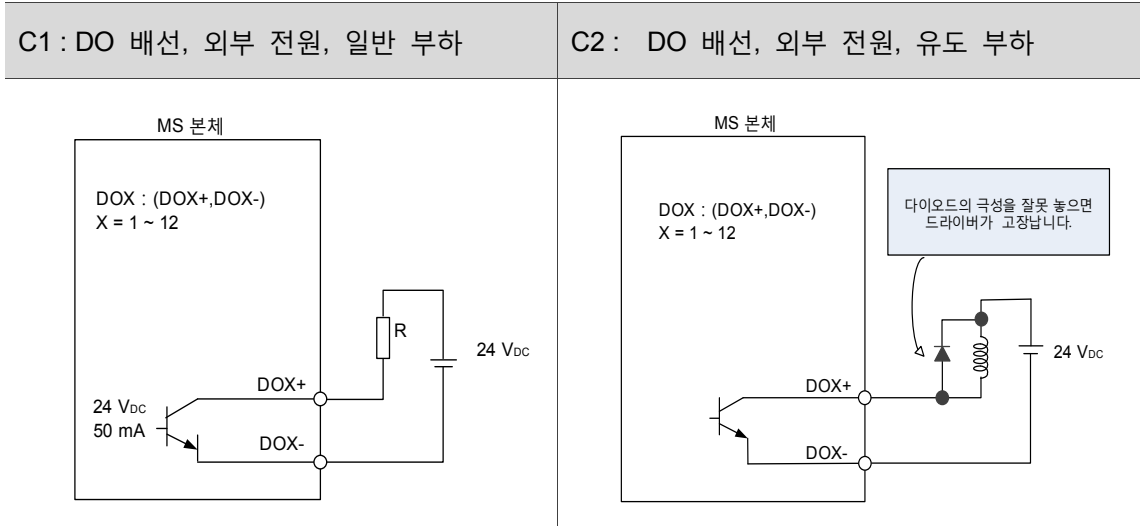 C1 : DO 배선, 외부 전원, 일반 부하
C2 : DO 배선, 외부 전원, 유도 부하
MS 본체
DOX : (DOX+,DOX-)
X = 1 ~ 12
R
24 VDC
DOX+
24 VDC
50 mA
DOX-
MS 본체
다이오드의 극성을 잘못 놓으면
드라이버가 고장납니다.
DOX : (DOX+,DOX-)
X = 1 ~ 12
24 VDC
DOX+
DOX-